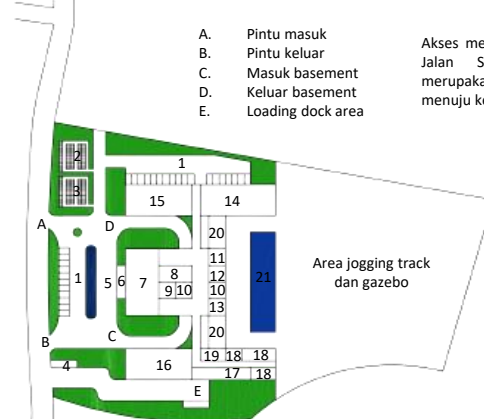 A. Pintu masuk
B. Pintu keluar
C. Masuk basement
D. Keluar basement
E. Loading dock area
Akses
Jalan S
menuju
2
1
3
15
14
A
D
20
11
1
5
6
7
8
12
21
9
10
10
13
20
B
C
4
16
19
18
18
17
18
E
Area jogging track
dan gazebo